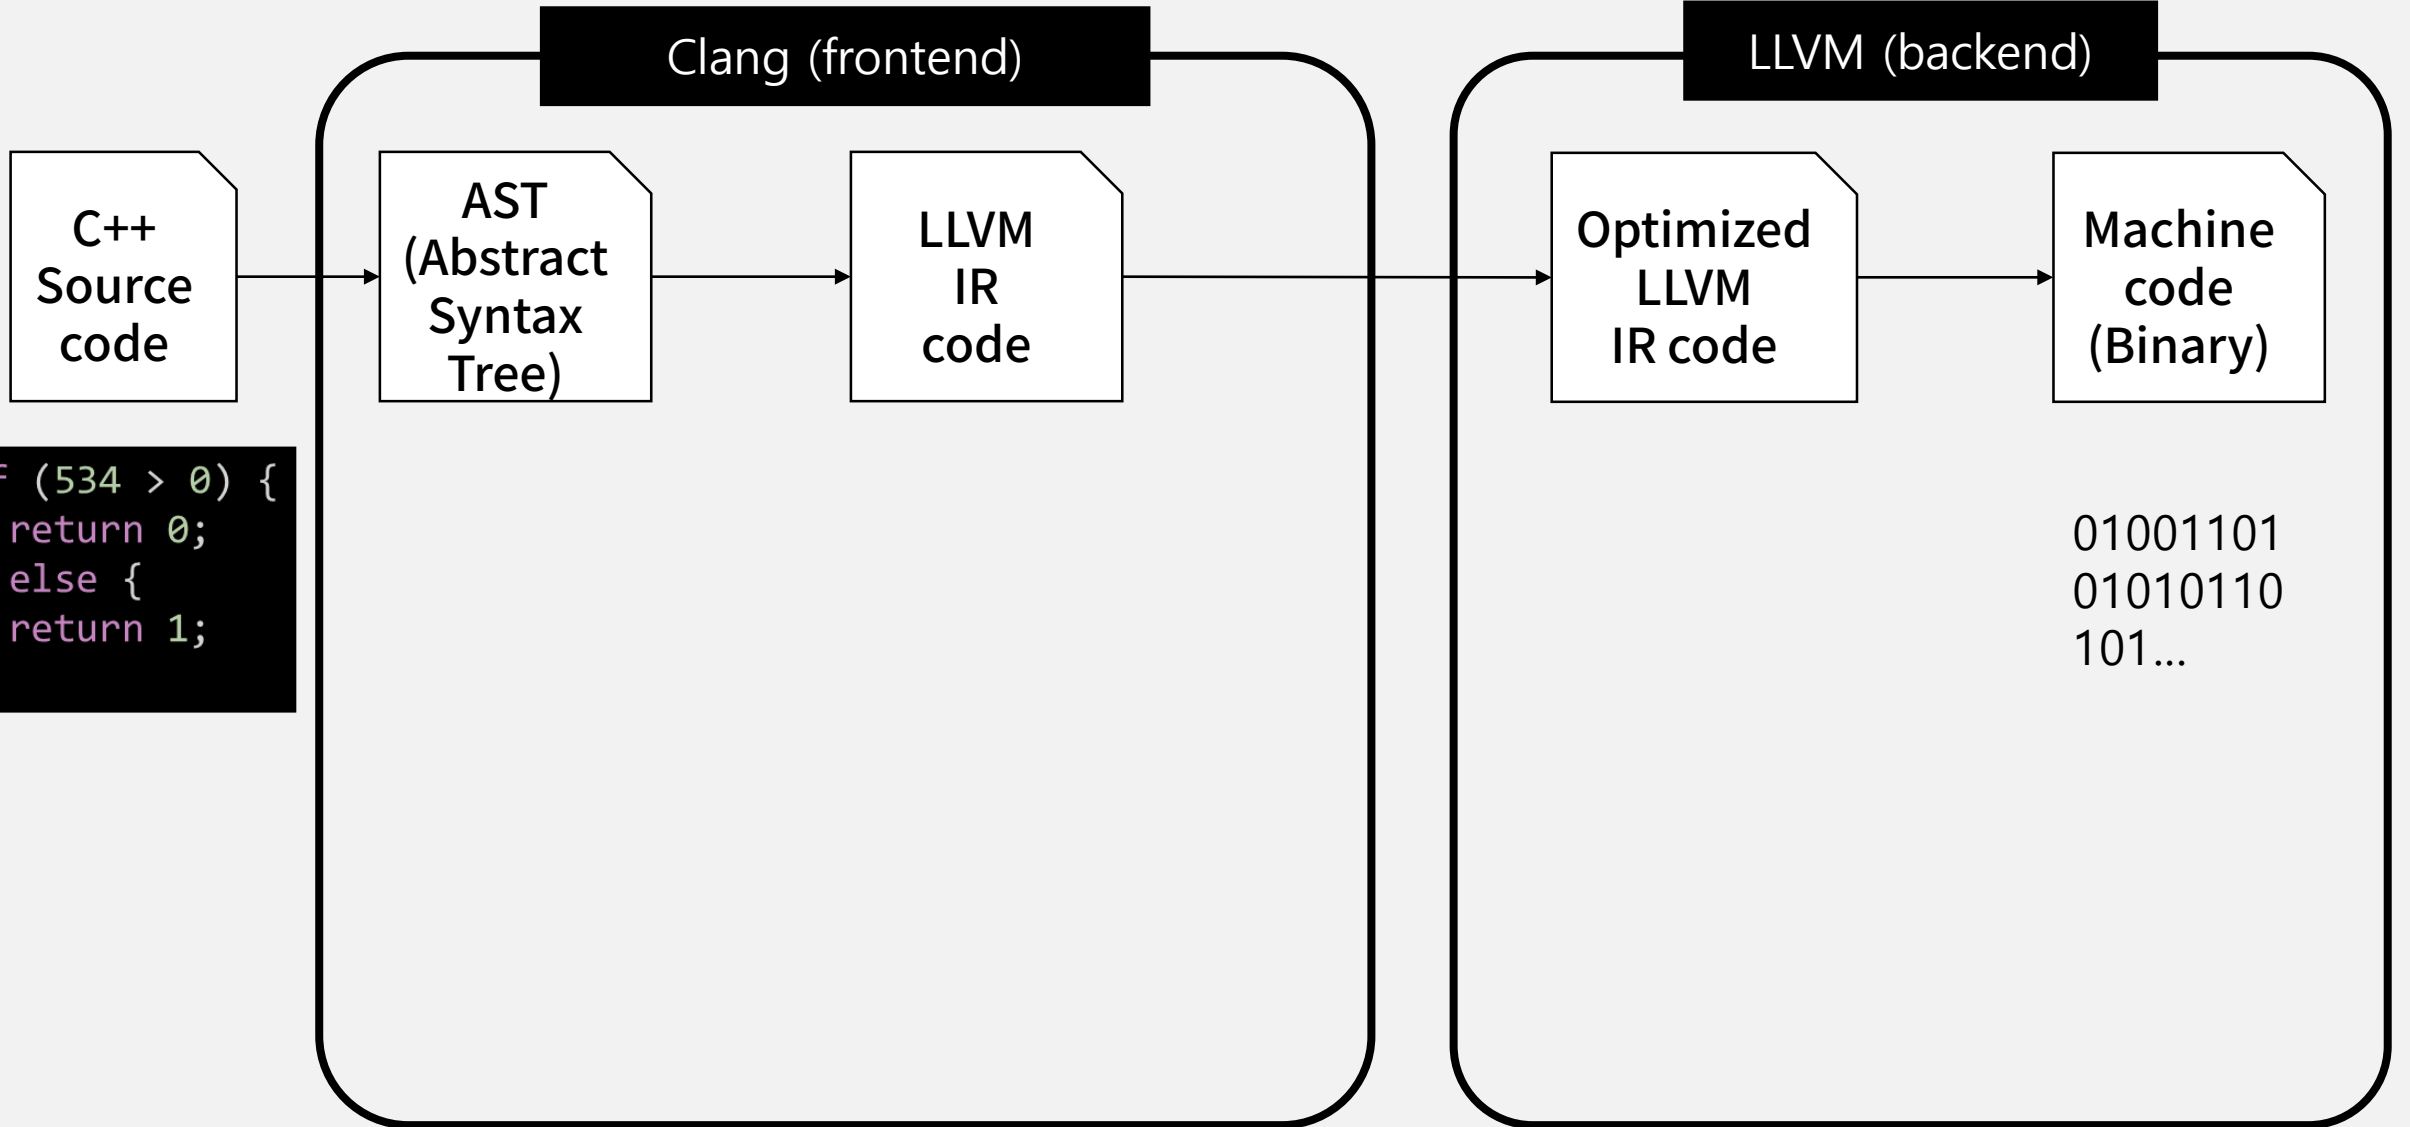 Clang (frontend)
LLVM (backend)
C++
Source
code
AST
(Abstract
Syntax
Tree)
LLVM
IR
code
Optimized
LLVM
IR code
Machine
code
(Binary)
(534 > 0) {
return 0;
else {
return 1;
01001101
01010110
101...